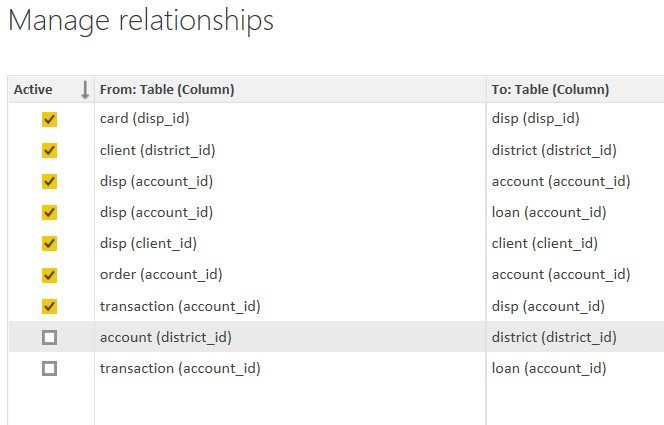 Manage relationships
Active From: Table (Column) To: Table (Column)
card (disp_id) disp (disp_id)
client (district_id) district (district_id)
disp (account_id) account (account_id)
disp (account_id) loan (account_id)
disp (client_id) client (client_id)
order (account_id) account (account_id)
transaction (account_id) disp (account_id)
account (district_id) district (district_id)
transaction (account_id) loan (account_id)